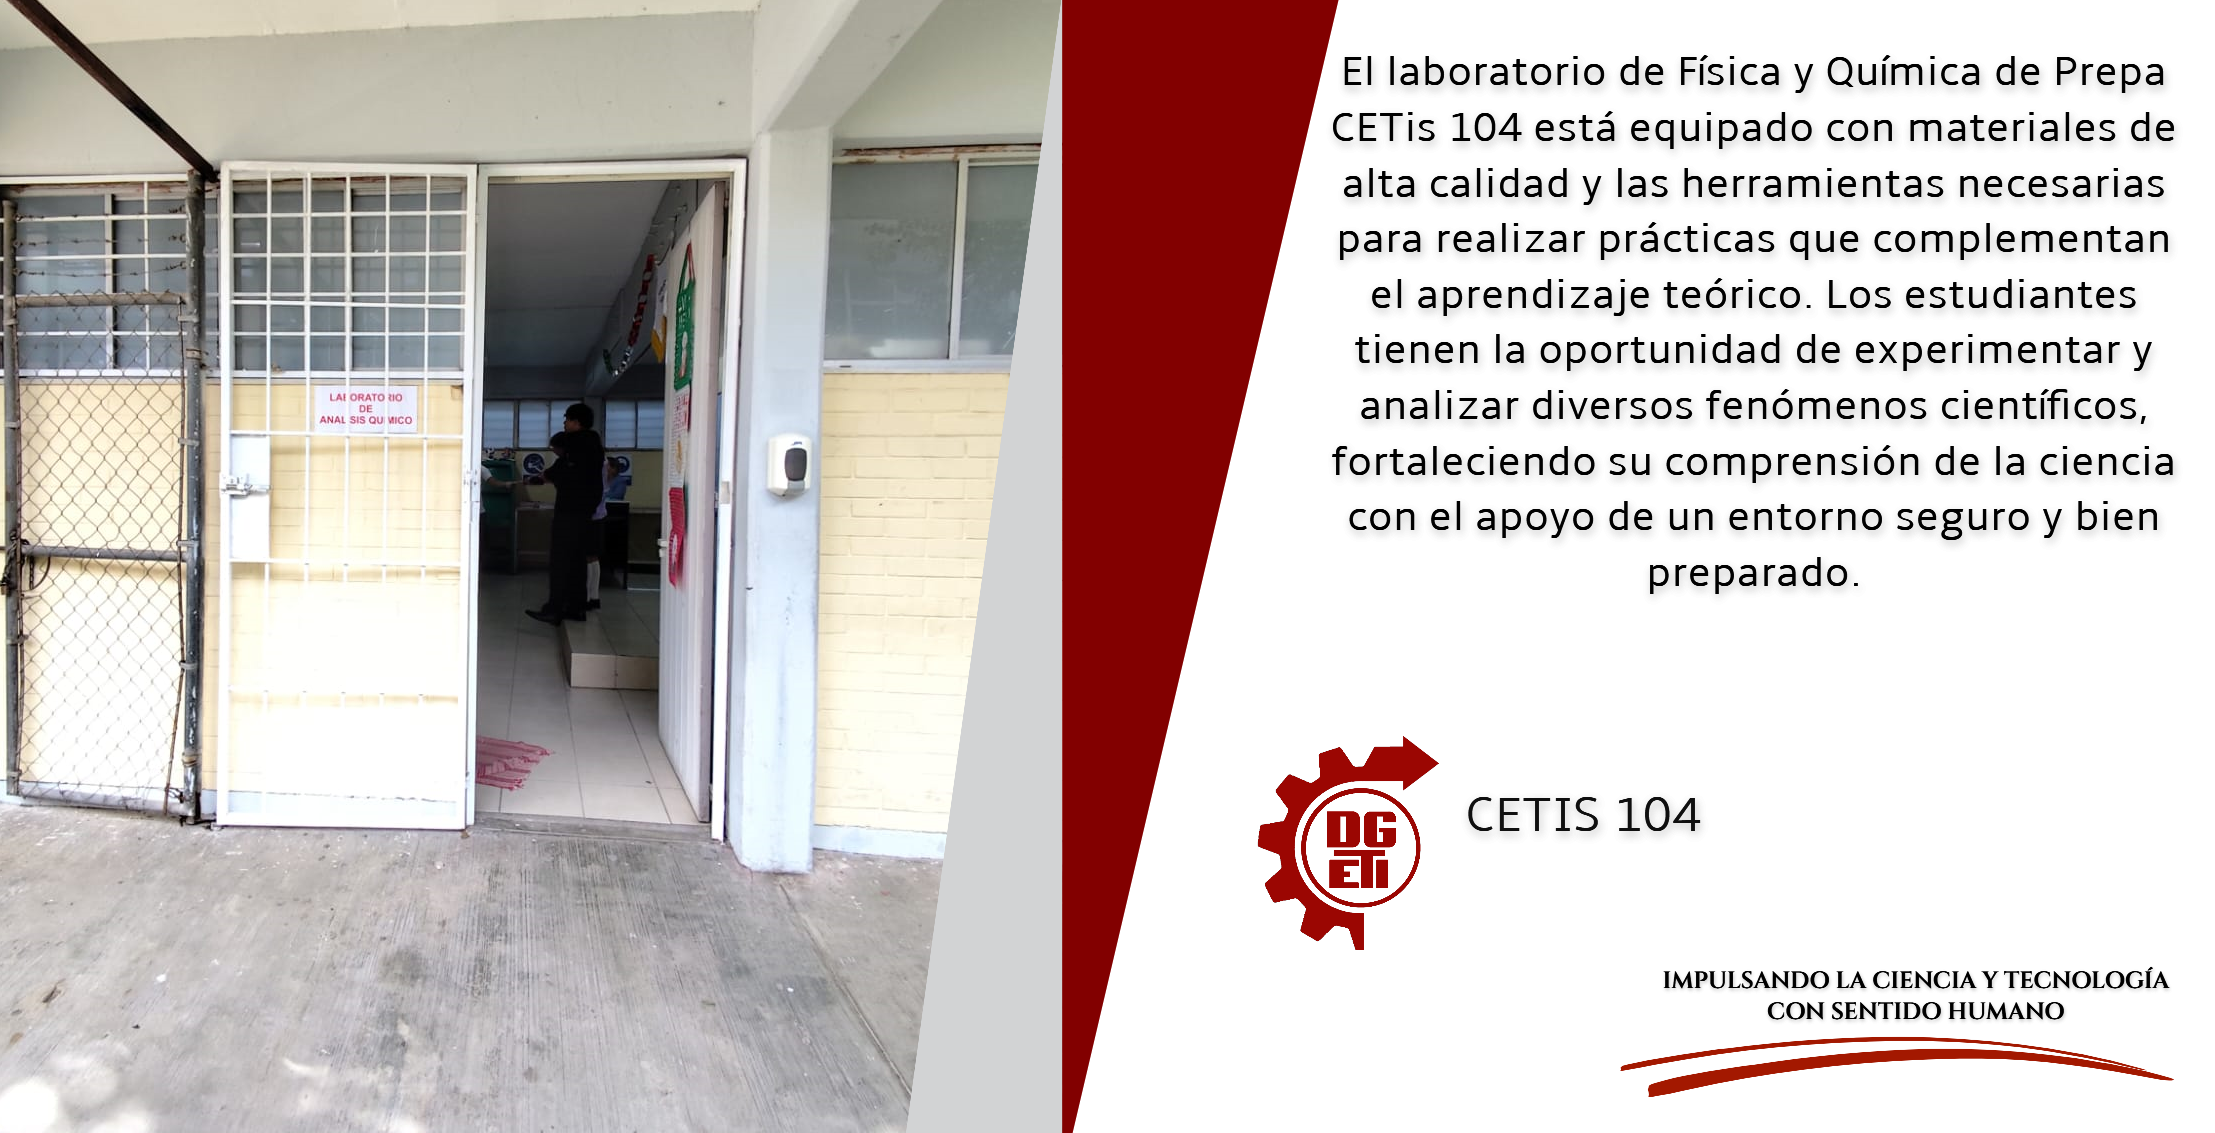 LABORATORIO
DE
ANALISIS QUIMICO
El laboratorio de Física y Química de Prepa
CETis 104 está equipado con materiales de
alta calidad y las herramientas necesarias
para realizar prácticas que complementan
el aprendizaje teórico. Los estudiantes
tienen la oportunidad de experimentar y
analizar diversos fenómenos científicos,
fortaleciendo su comprensión de la ciencia
con el apoyo de un entorno seguro y bien
preparado.
DG
ETI
CETIS 104
IMPULSANDO LA CIENCIA Y TECNOLOGÍA
CON SENTIDO HUMANO